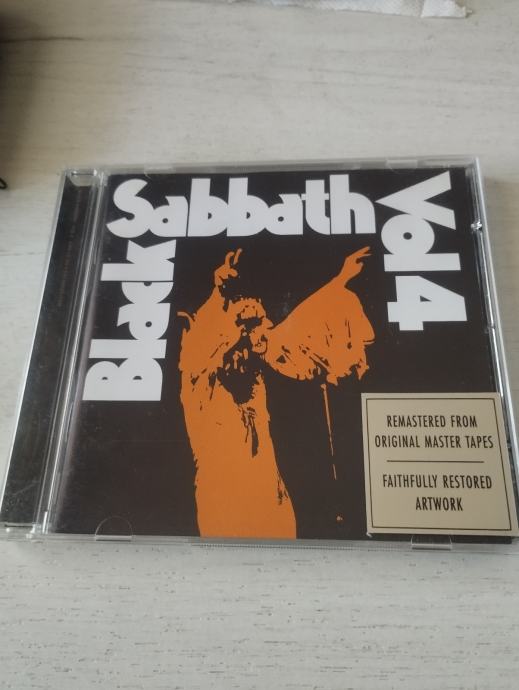 Black
Sabbath
Vol 4
REMASTERED FROM
ORIGINAL MASTER TAPES
FAITHFULLY RESTORED
ARTWORK